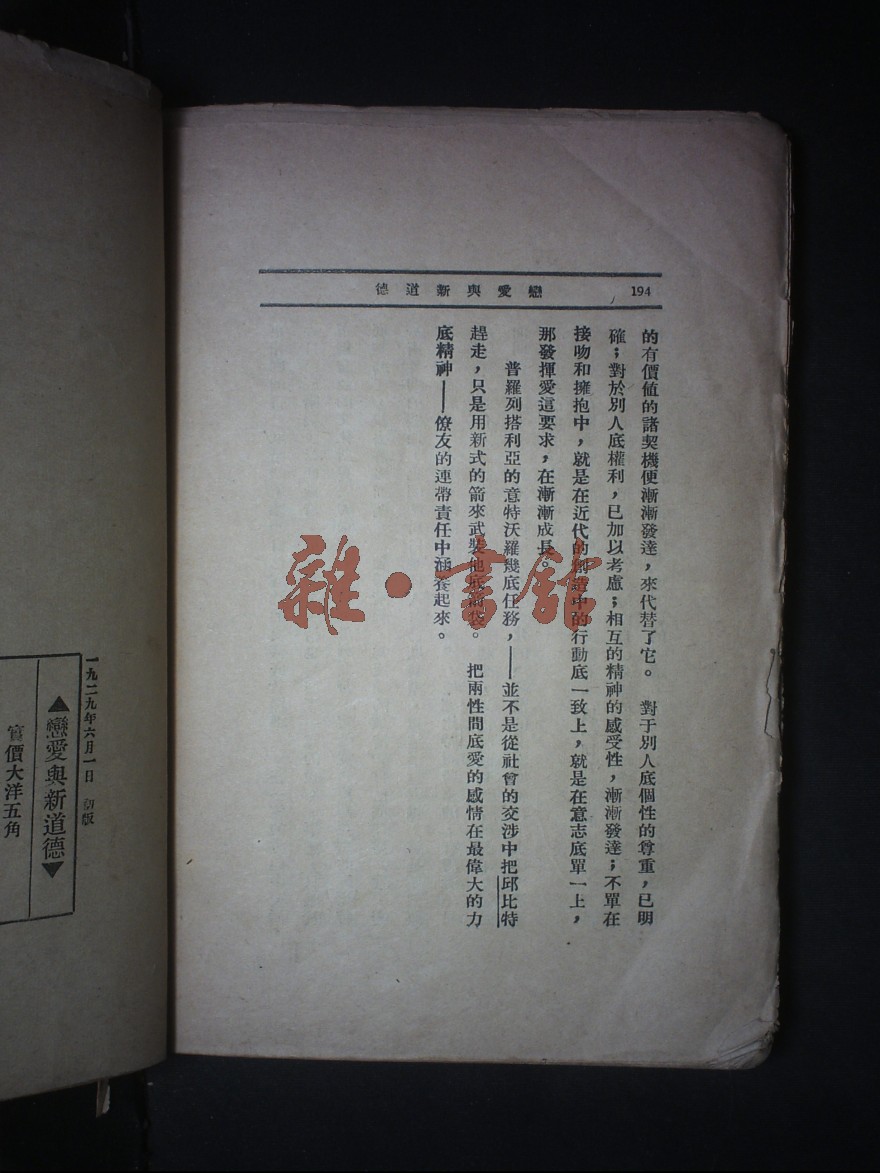 194
戀愛與新道德
的有價値的諸契機便漸漸發達，來代替了它。 對于別人底個性的尊重，已明
確；對於別人底權利，已加以考慮；相互的精神的感受性，漸漸發達；不單在
接吻和擁抱中，就是在近代的創造中的行動底一致上，就是在意志底單一上，
那發揮愛這要求，在漸漸成長。
普羅列搭利亞的意特沃羅幾底任務，——並不是從社會的交涉中把邱比特
趕走，只是用新式的箭來武裝他底箭袋。 把兩性間底愛的感情在最偉大的力
底精神——僚友的連帶責任中涵養起來。
雜·書館
一九二九年六月一日 初版
▲戀愛與新道德▼
實價大洋五角